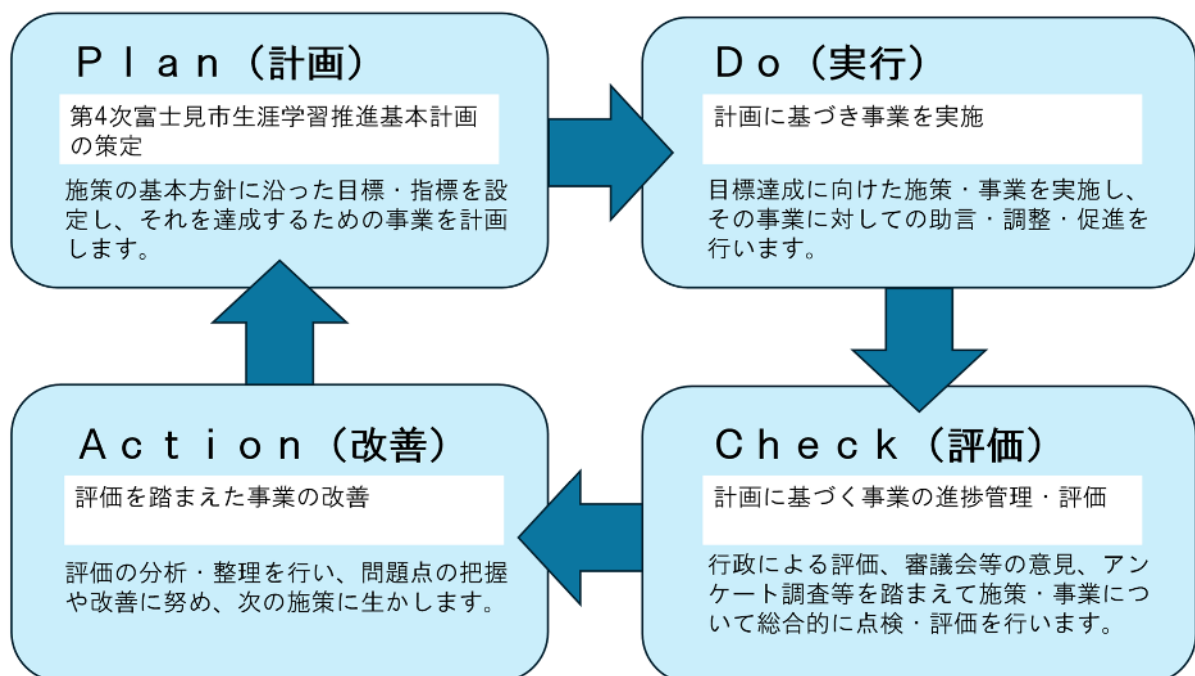 Ｐｌａｎ（計画）
第4次富士見市生涯学習推進基本計画
の策定
施策の基本方針に沿った目標・指標を設
定し、それを達成するための事業を計画
します。
Ｄｏ（実行）
計画に基づき事業を実施
目標達成に向けた施策・事業を実施し、
その事業に対しての助言・調整・促進を
行います。
Ａｃｔｉｏｎ（改善）
評価を踏まえた事業の改善
評価の分析・整理を行い、問題点の把握
や改善に努め、次の施策に生かします。
Ｃｈｅｃｋ（評価）
計画に基づく事業の進捗管理・評価
行政による評価、審議会等の意見、アン
ケート調査等を踏まえて施策・事業につ
いて総合的に点検・評価を行います。